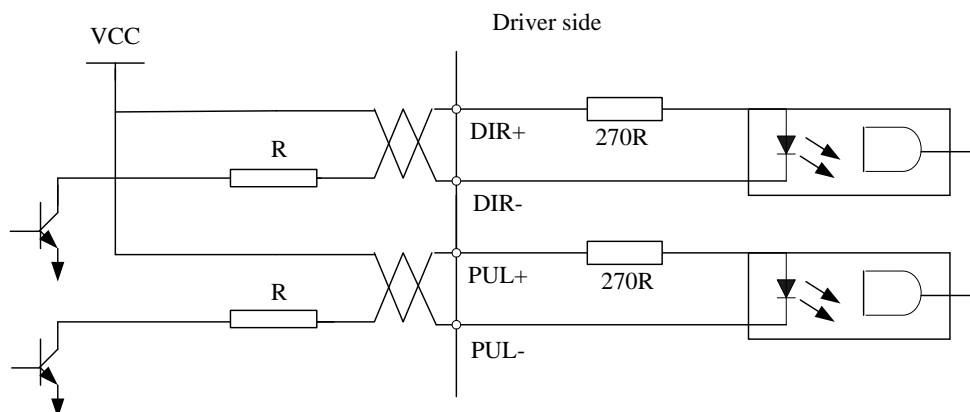 Driver side
VCC
DIR+
270R
R
DIR-
PUL+
270R
R
PUL-